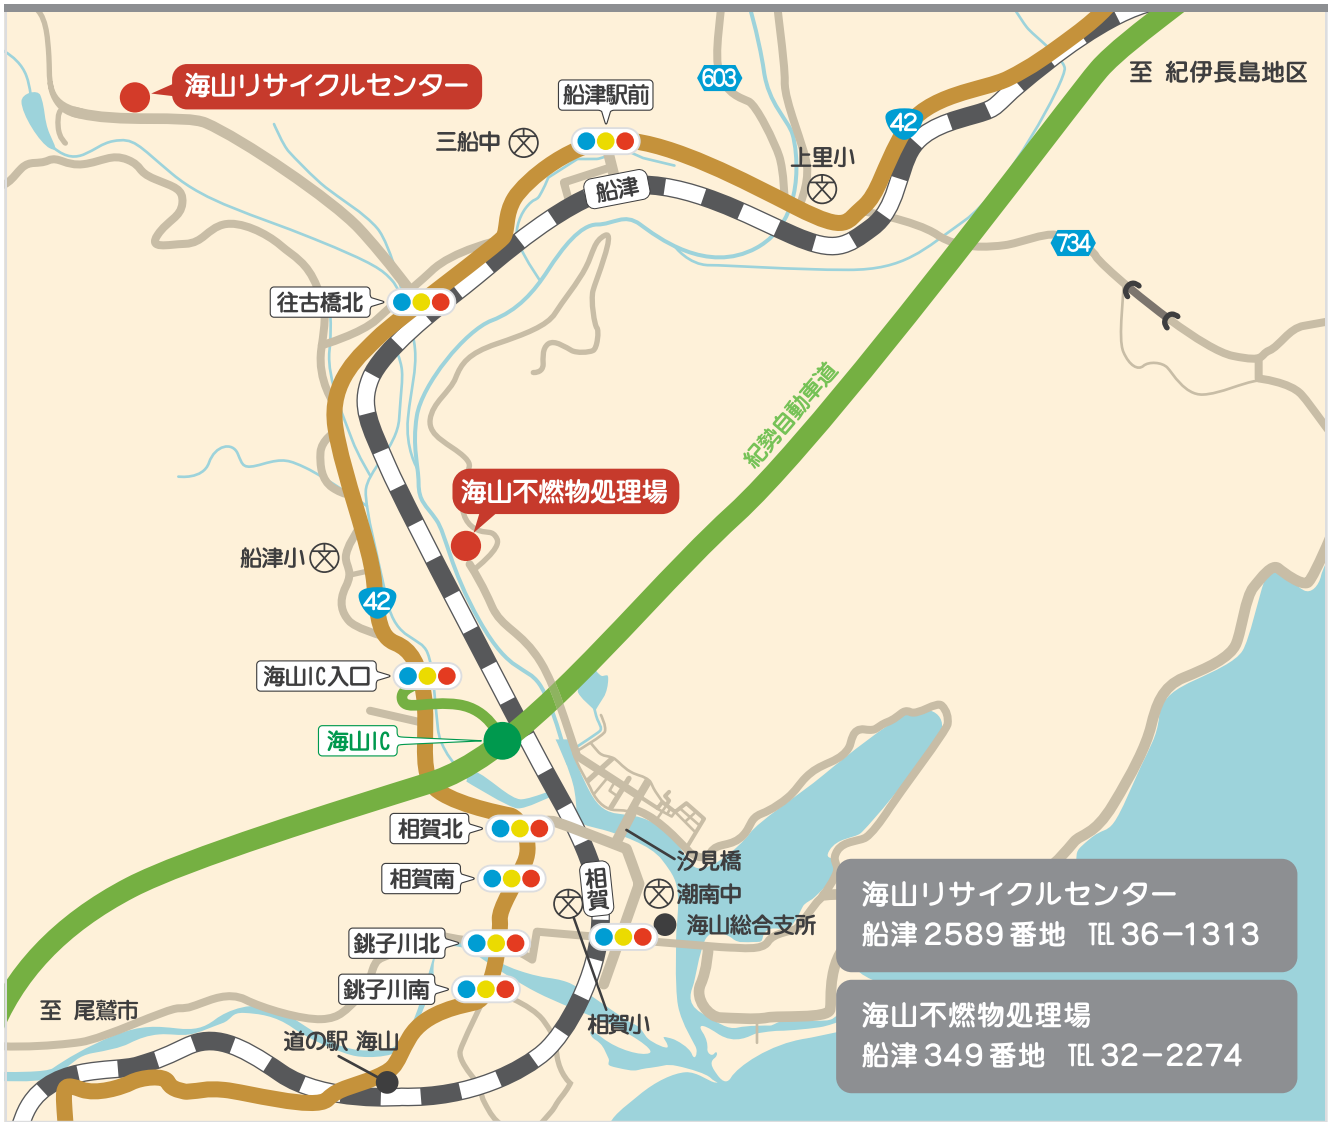 海山リサイクルセンター
603
至 紀伊長島地区
船津駅前
42
三船中
上里小
船津
734
往古橋北
紀勢自動車道
海山不燃物処理場
船津小
42
海山IC入口
海山IC
相賀北
汐見橋
相賀南
相賀
潮南中
海山総合支所
銚子川北
銚子川南
至 尾鷲市
相賀小
道の駅 海山
海山リサイクルセンター
船津2589番地 TEL 36−1313
海山不燃物処理場
船津349番地 TEL 32−2274